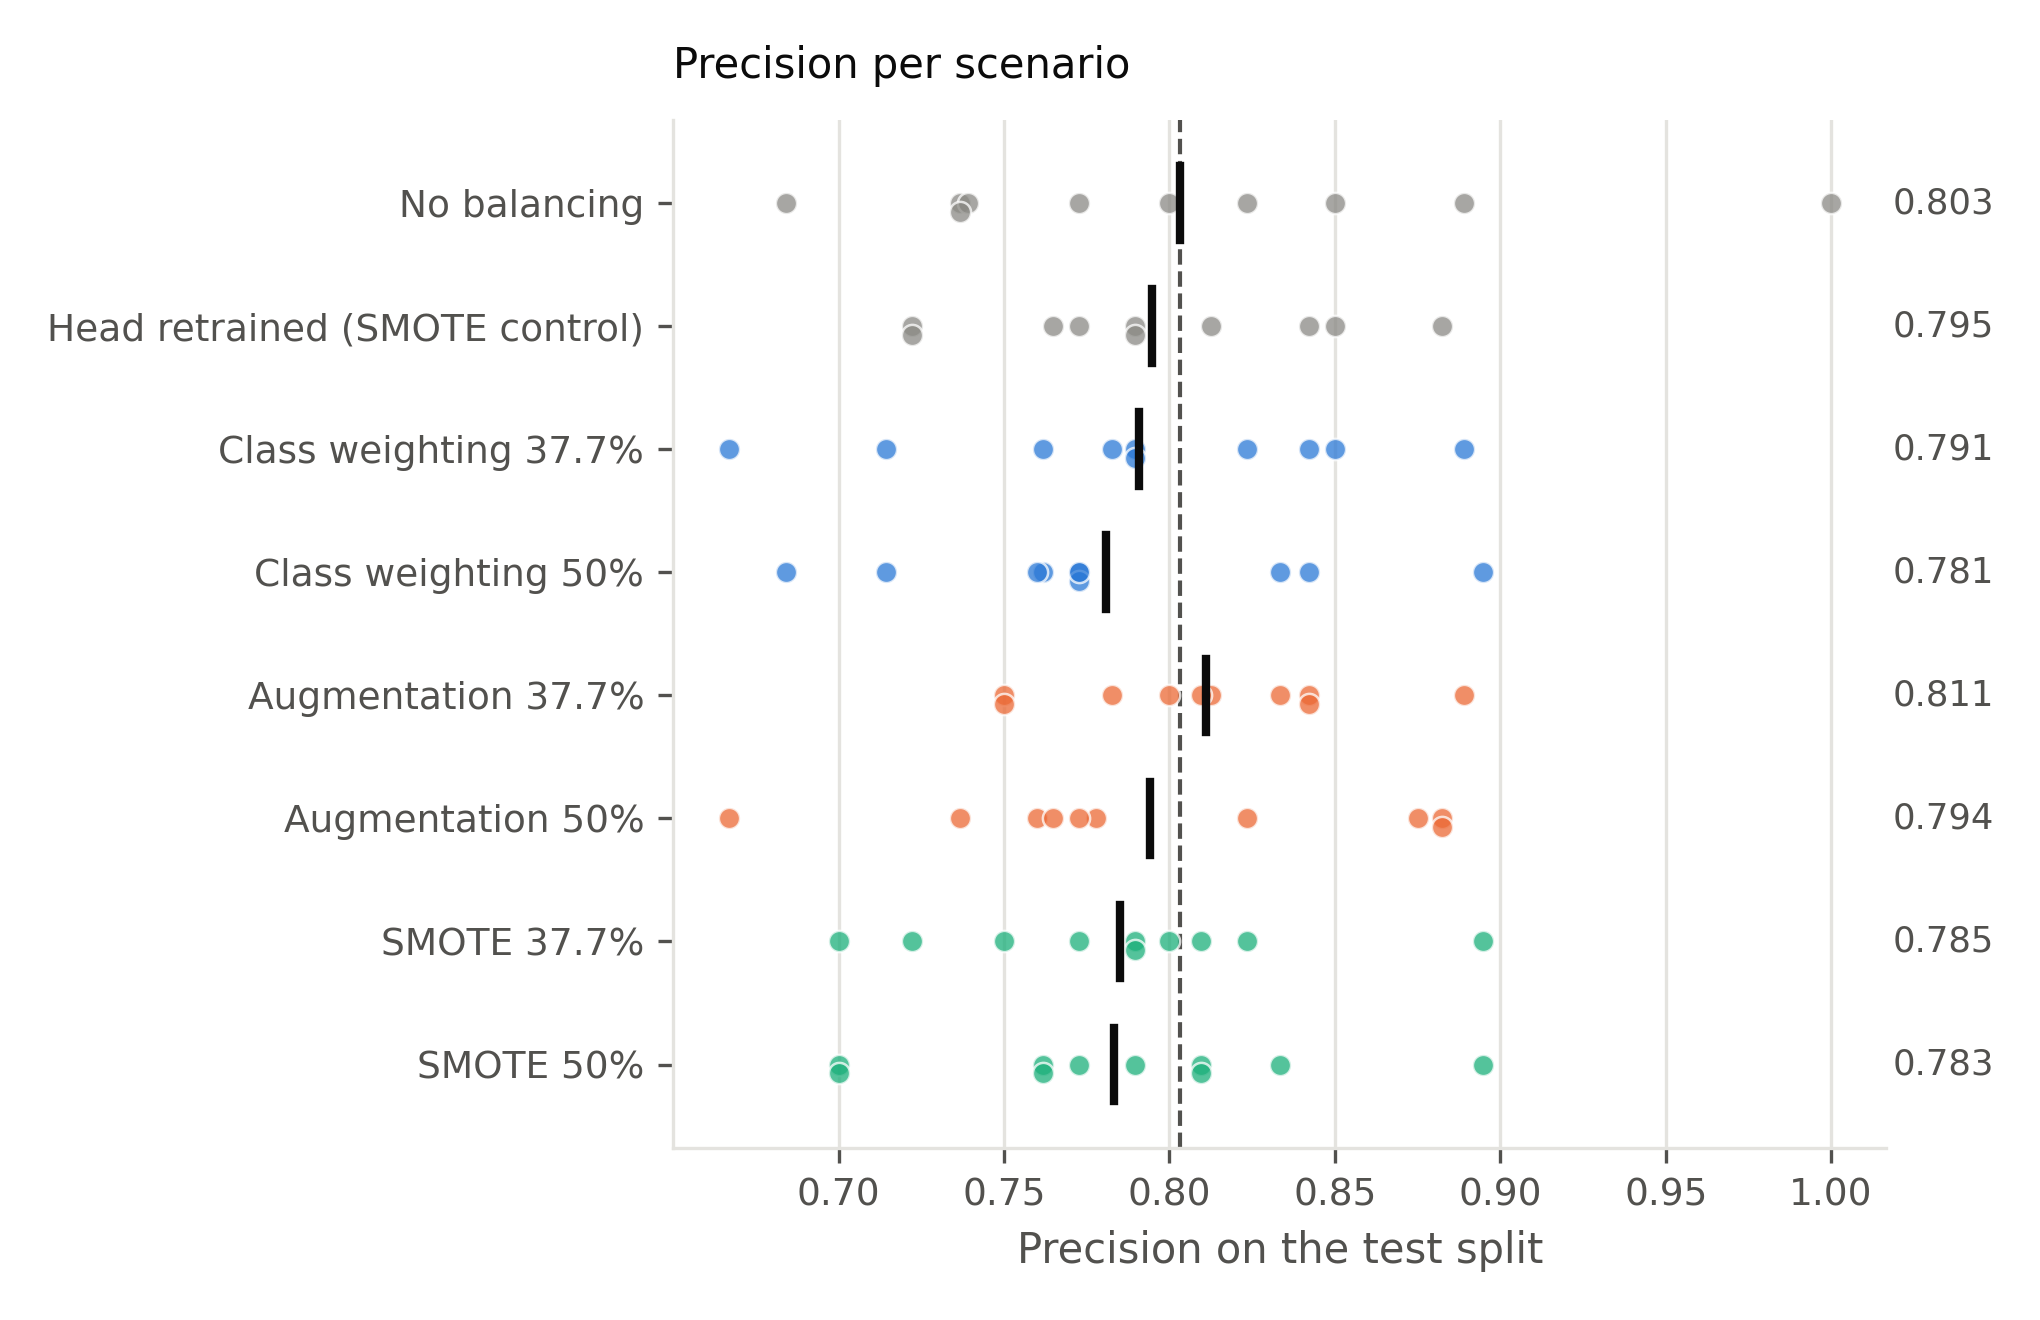 Precision per scenario
No balancing 0.803
Head retrained (SMOTE control) 0.795
Class weighting 37.7% 0.791
Class weighting 50% 0.781
Augmentation 37.7% 0.811
Augmentation 50% 0.794
SMOTE 37.7% 0.785
SMOTE 50% 0.783
0.70 0.75 0.80 0.85 0.90 0.95 1.00
Precision on the test split